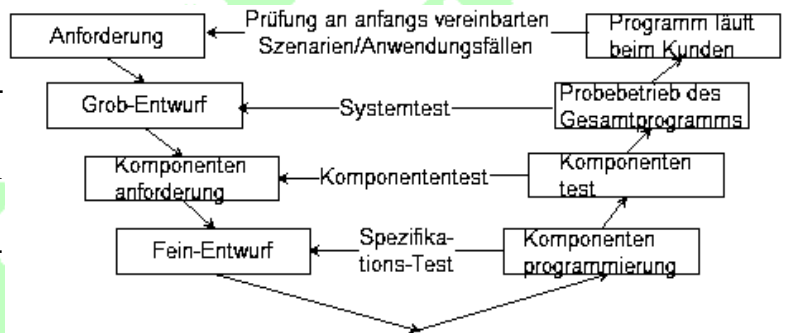 Anforderung
Prüfung an anfangs vereinbarten
Szenarien/Anwendungsfällen
Programm läuft
beim Kunden
Grob-Entwurf
Systemtest
Probebetrieb des
Gesamtprogramms
Komponenten
anforderung
Komponententest
Komponenten
test
Fein-Entwurf
Spezifika-
tions-Test
Komponenten
programmierung